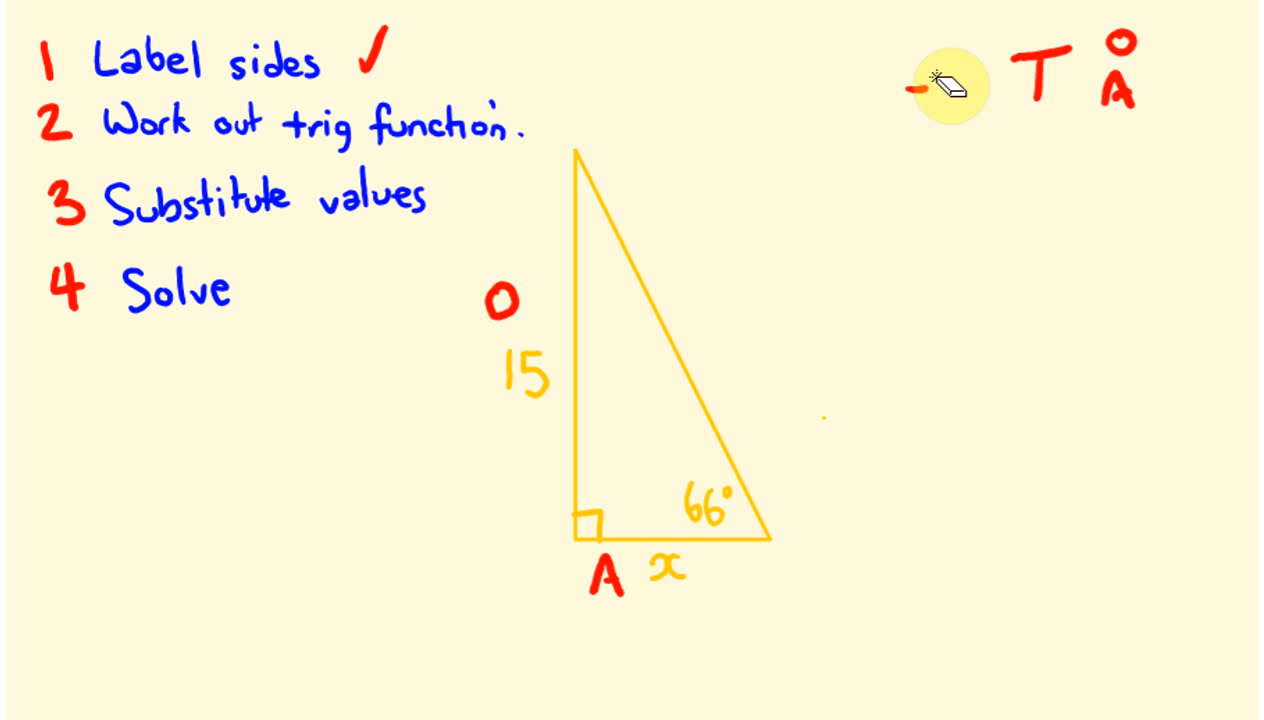 1 Label sides ✓
2 Work out trig function.
3 Substitute values
4 Solve
T O
A
O
15
66°
A x